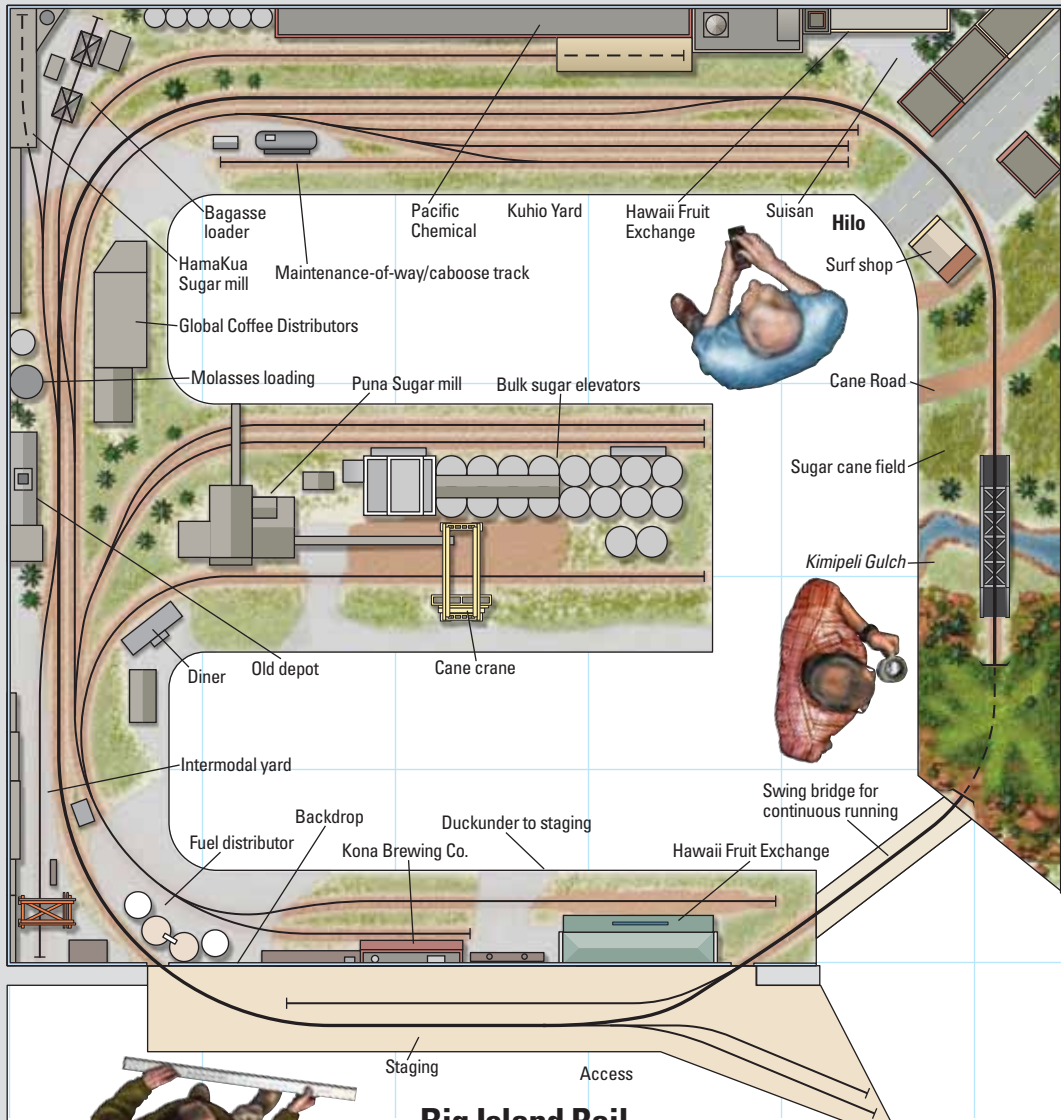 Bagasse
loader
Pacific
Chemical
Kuhio Yard
Hawaii Fruit
Exchange
Suisan
Hilo
HamaKua
Sugar mill
Maintenance-of-way/caboose track
Surf shop
Global Coffee Distributors
Molasses loading
Puna Sugar mill
Bulk sugar elevators
Cane Road
Sugar cane field
Kimipeli Gulch
Diner
Old depot
Cane crane
Intermodal yard
Swing bridge for
continuous running
Backdrop
Duckunder to staging
Fuel distributor
Kona Brewing Co.
Hawaii Fruit Exchange
Staging
Access
Big Island Rail